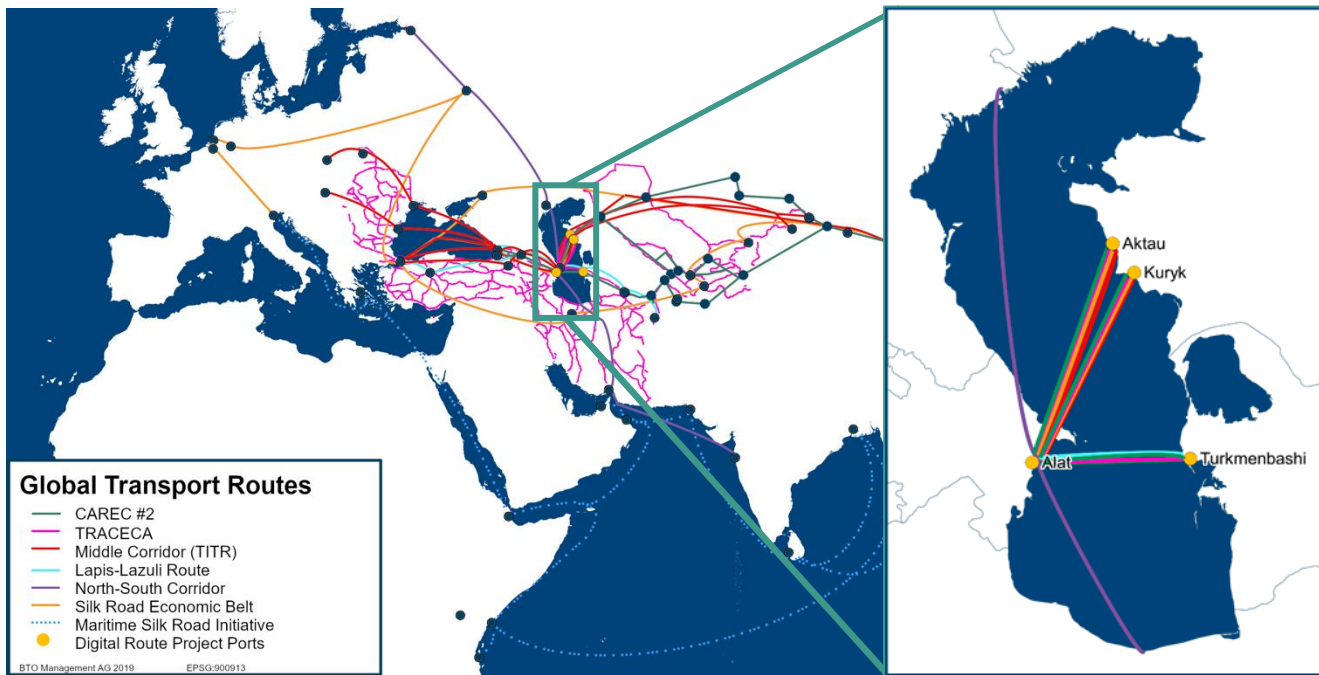 Global Transport Routes
CAREC #2
TRACECA
Middle Corridor (TITR)
Lapis-Lazuli Route
North-South Corridor
Silk Road Economic Belt
Maritime Silk Road Initiative
Digital Route Project Ports
BTO Management AG 2019 EPSG:900913
Aktau
Kuryk
Alat
Turkmenbashi